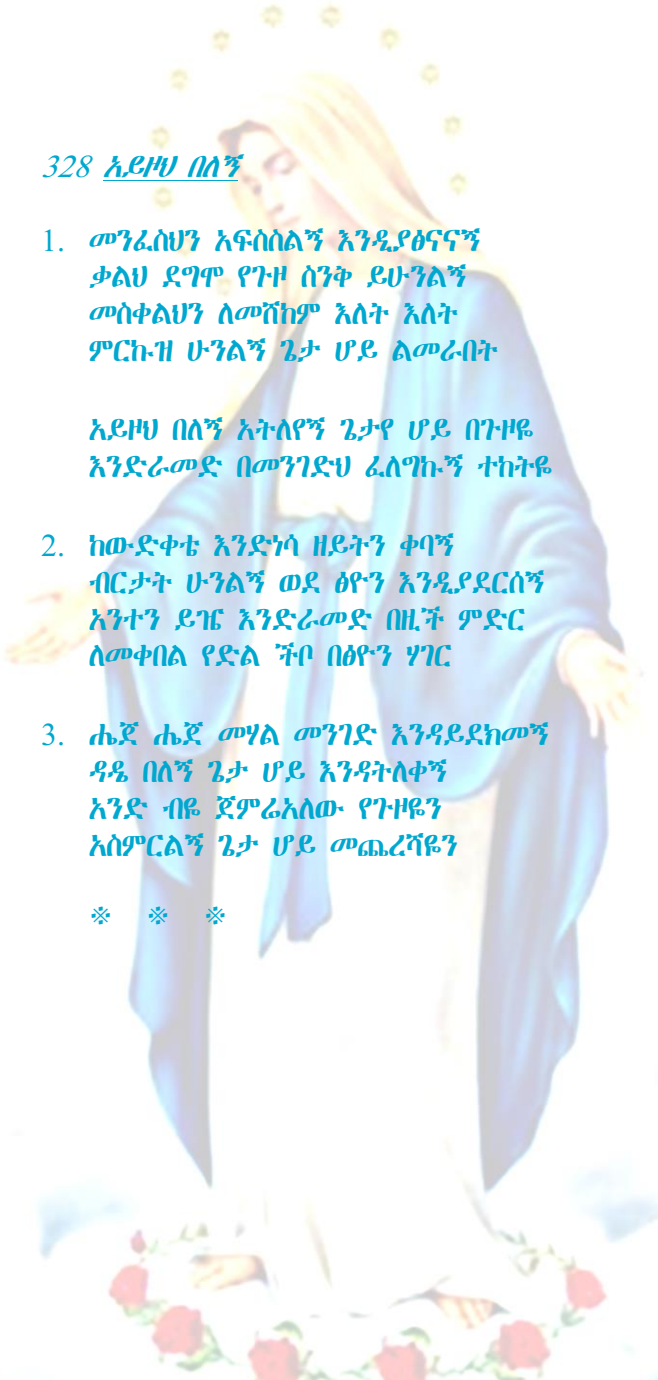 328 አይዞህ በለኝ
1. መንፈስህን አፍስስልኝ እንዲያፅናናኝ
ቃልህ ደግሞ የጉዞ ስንቅ ይሁንልኝ
መስቀልህን ለመሸከም እለት እለት
ምርኩዝ ሁንልኝ ጌታ ሆይ ልመራበት
አይዞህ በለኝ አትለየኝ ጌታየ ሆይ በጉዞዬ
እንድራመድ በመንገድህ ፈለግኩኝ ተከትዬ
2. ከውድቀቴ እንድነሳ ዘይትን ቀባኝ
ብርታት ሁንልኝ ወደ ፅዮን እንዲያደርሰኝ
አንተን ይዤ እንድራመድ በዚች ምድር
ለመቀበል የድል ችቦ በፅዮን ሃገር
3. ሔጀ ሔጀ መሃል መንገድ እንዳይደክመኝ
ዳዴ በለኝ ጌታ ሆይ እንዳትለቀኝ
አንድ ብዬ ጀምሬአለው የጉዞዬን
አስምርልኝ ጌታ ሆይ መጨረሻዬን
※ ※ ※